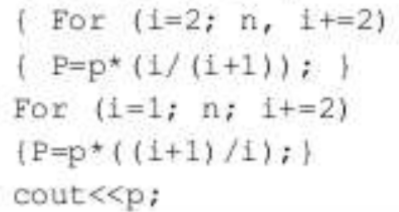 { For (i=2; n, i+=2)
{ P=p*(i/(i+1)); }
For (i=1; n; i+=2)
{P=p*((i+1)/i);}
cout<<p;